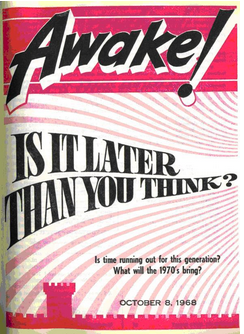 Awake!
IS IT LATER
THAN YOU THINK?
Is time running out for this generation?
What will the 1970's bring?
OCTOBER 8, 1968